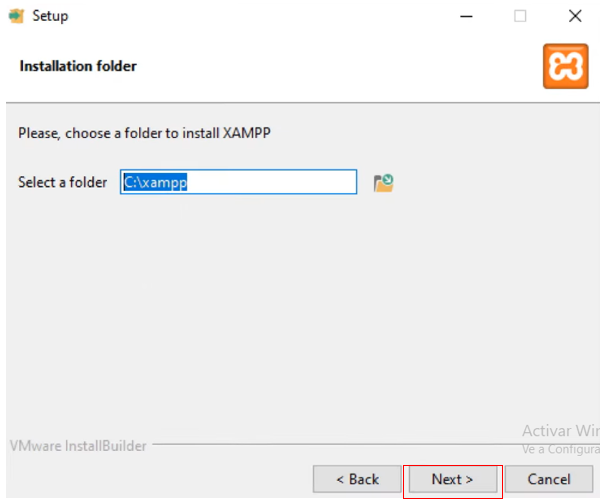 Setup
Installation folder
Please, choose a folder to install XAMPP
Select a folder C:\xampp
Activar Win
VMware InstallBuilder
Ve a Configura
< Back Next > Cancel